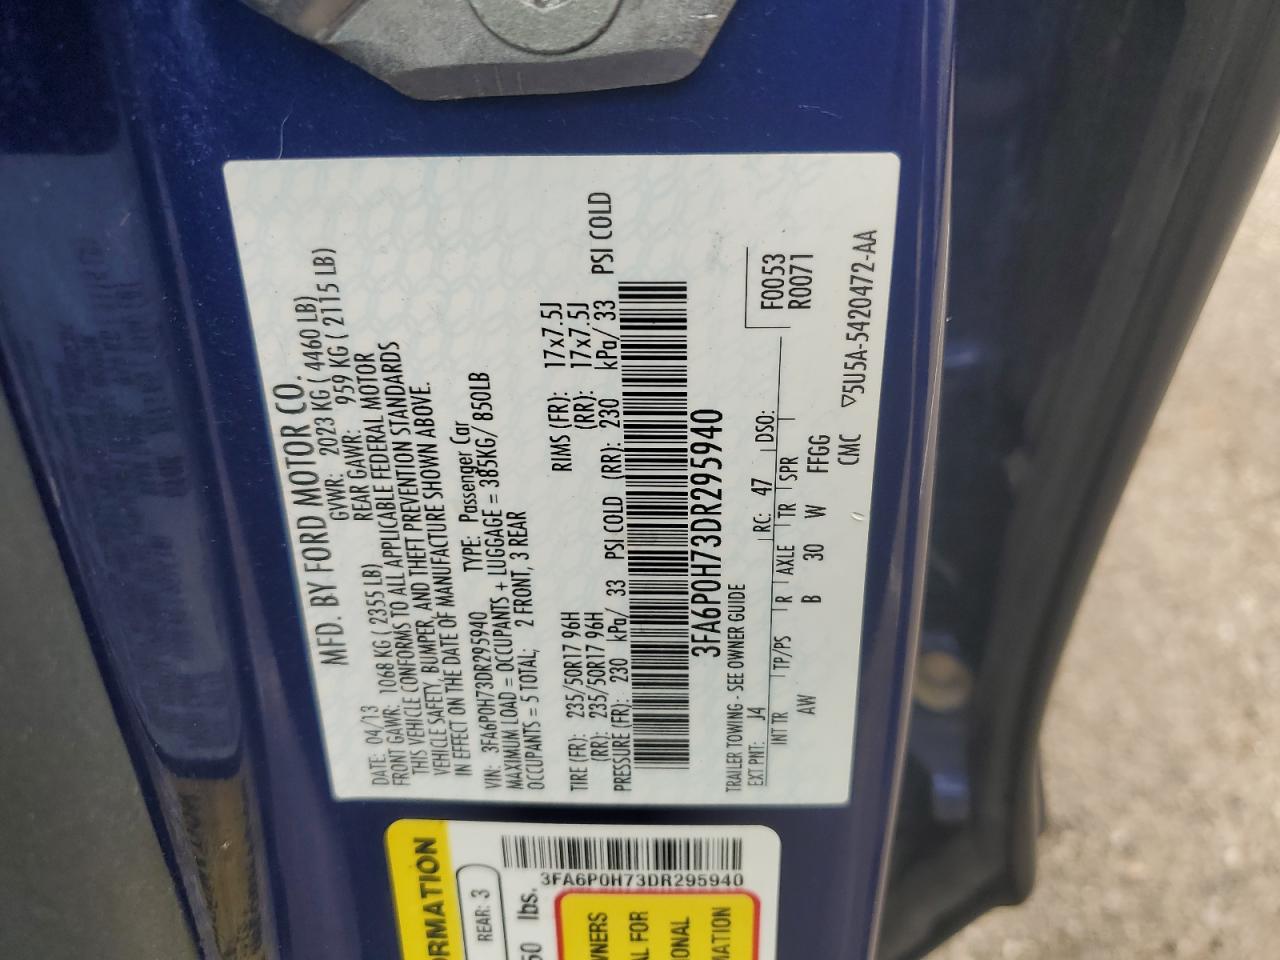 MFD. BY FORD MOTOR CO.
DATE: 04/13 GVWR: 2023 KG ( 4460 LB)
FRONT GAWR: 1068 KG ( 2355 LB) REAR GAWR: 959 KG ( 2115 LB)
THIS VEHICLE CONFORMS TO ALL APPLICABLE FEDERAL MOTOR
VEHICLE SAFETY, BUMPER, AND THEFT PREVENTION STANDARDS
IN EFFECT ON THE DATE OF MANUFACTURE SHOWN ABOVE.
VIN: 3FA6P0H73DR295940 TYPE: Passenger Car
MAXIMUM LOAD = OCCUPANTS + LUGGAGE = 385KG/ 850LB
OCCUPANTS = 5 TOTAL; 2 FRONT, 3 REAR
TIRE (FR): 235/50R17 96H RIMS (FR): 17x7.5J
(RR): 235/50R17 96H (RR): 17x7.5J
PRESSURE (FR): 230 kPa/ 33 PSI COLD (RR): 230 kPa/ 33 PSI COLD
3FA6P0H73DR295940
TRAILER TOWING - SEE OWNER GUIDE
F0053
R0071
EXT PNT: J4 RC: 47 DSO:
INT TR TP/PS R AXLE TR SPR
AW B 30 W FFGG
CMC ▽5U5A-5420472-AA
ORMATION
REAR: 3
50 lbs.
3FA6P0H73DR295940
WNERS
AL FOR
IONAL
MATION